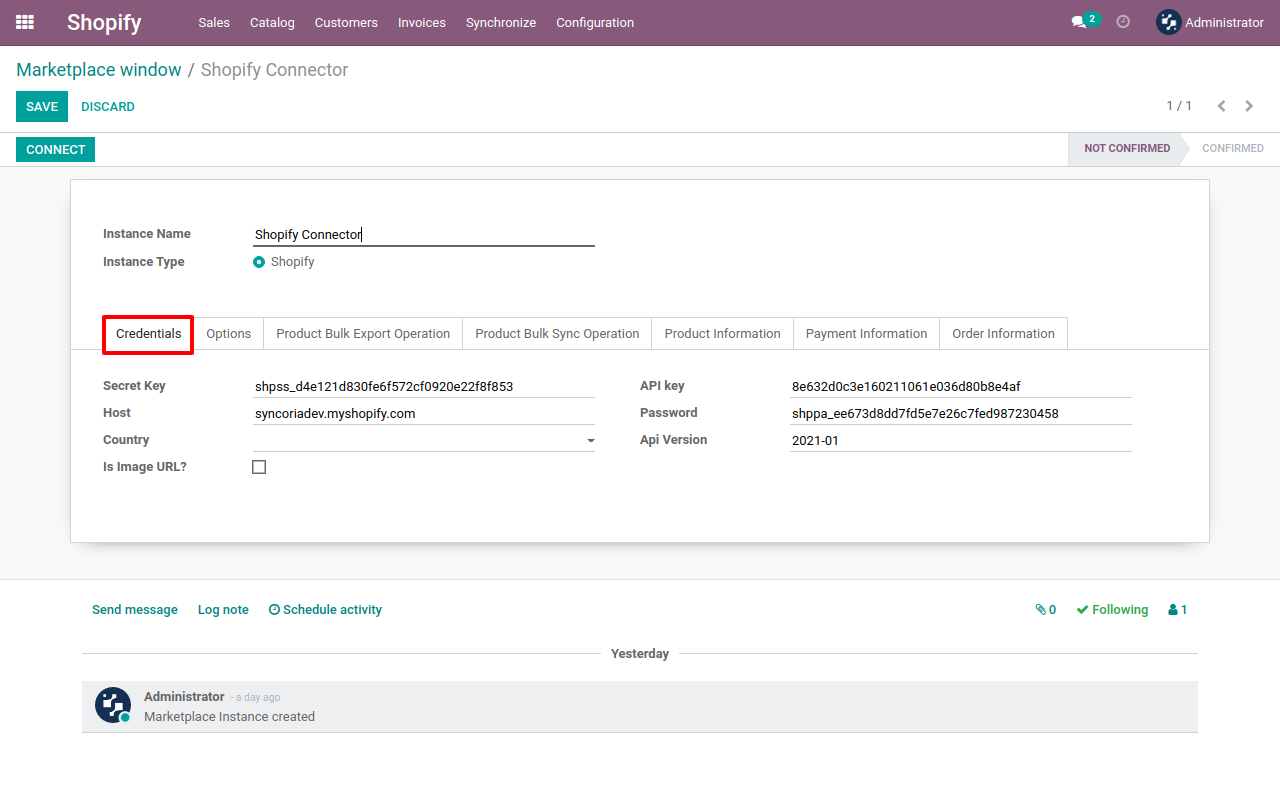 Shopify Sales Catalog Customers Invoices Synchronize Configuration 2 Administrator
Marketplace window / Shopify Connector
SAVE DISCARD 1 / 1
CONNECT NOT CONFIRMED CONFIRMED
Instance Name Shopify Connector
Instance Type Shopify
Credentials Options Product Bulk Export Operation Product Bulk Sync Operation Product Information Payment Information Order Information
Secret Key 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 API key 8e632d0c3e160211061e036d80b8e4af
Host syncoriadev.myshopify.com Password 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
Country Api Version 2021-01
Is Image URL?
Send message Log note Schedule activity 0 Following 1
Yesterday
Administrator - a day ago
Marketplace Instance created